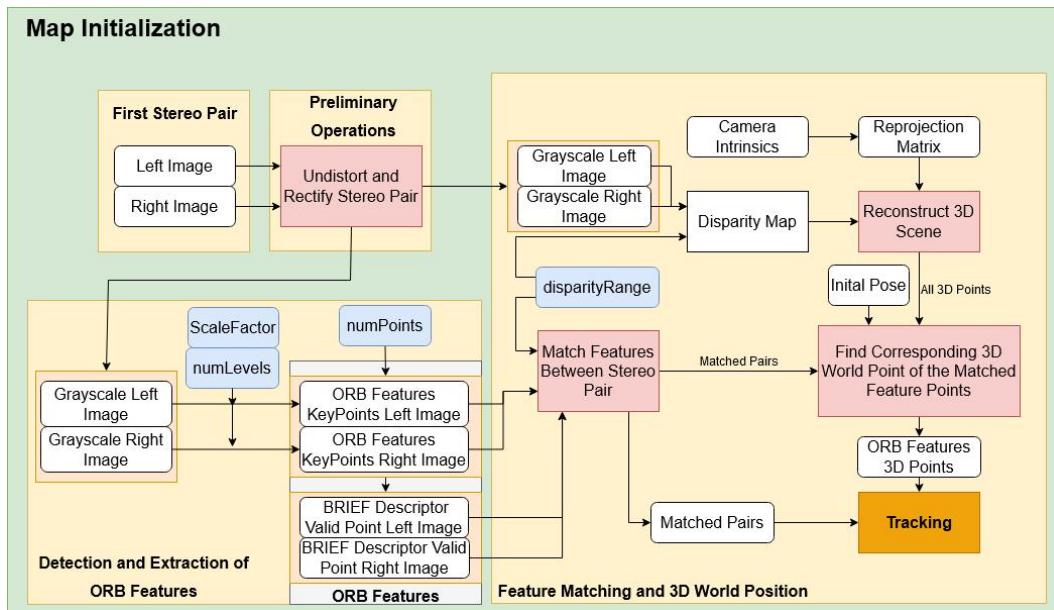 Map Initialization
First Stereo Pair
Left Image
Right Image
Preliminary
Operations
Undistort and
Rectify Stereo Pair
Grayscale Left
Image
Grayscale Right
Image
Camera
Intrinsics
Reprojection
Matrix
Disparity Map
Reconstruct 3D
Scene
disparityRange
Inital Pose
All 3D Points
ScaleFactor
numLevels
numPoints
Match Features
Between Stereo
Pair
Matched Pairs
Find Corresponding 3D
World Point of the Matched
Feature Points
Grayscale Left
Image
Grayscale Right
Image
ORB Features
KeyPoints Left Image
ORB Features
KeyPoints Right Image
BRIEF Descriptor
Valid Point Left Image
BRIEF Descriptor Valid
Point Right Image
ORB Features
Detection and Extraction of
ORB Features
ORB Features
3D Points
Matched Pairs
Tracking
Feature Matching and 3D World Position